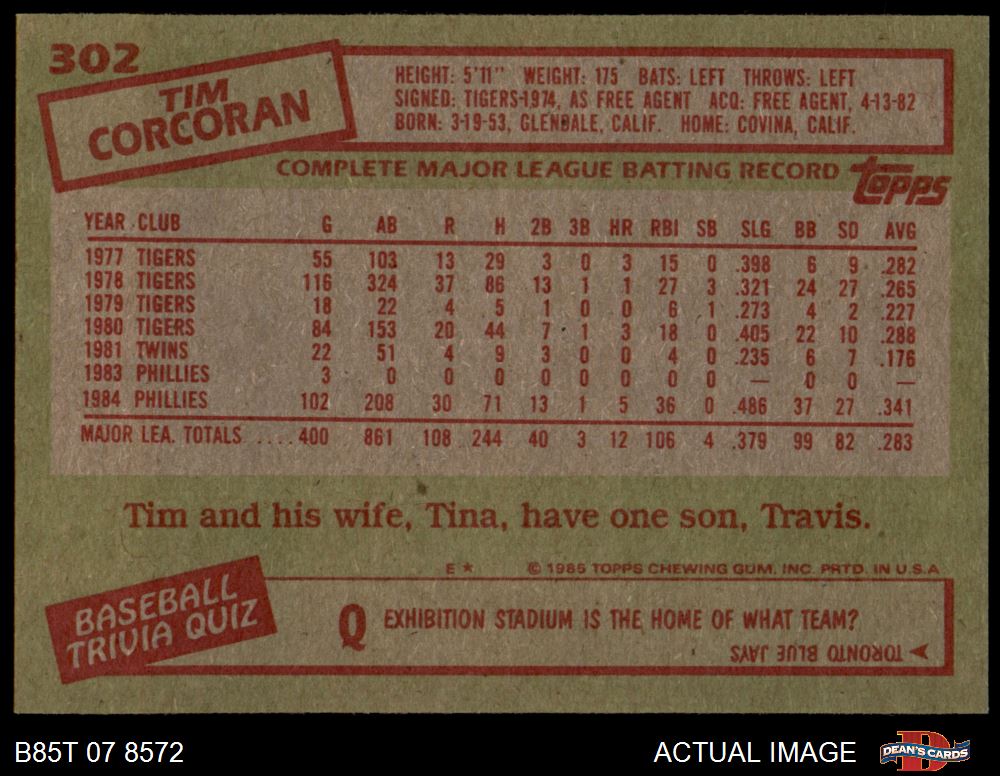 302
TIM
CORCORAN
HEIGHT: 5'11" WEIGHT: 175 BATS: LEFT THROWS: LEFT
SIGNED: TIGERS-1,974, AS FREE AGENT ACQ: FREE AGENT, 4-13-82
BORN: 3-19-53, GLENDALE, CALIF. HOME: COVINA, CALIF.
COMPLETE MAJOR LEAGUE BATTING RECORD
topps
YEAR CLUB G AB R H 2B 3B HR RBI SB SLG BB SO AVG
1977 TIGERS 55 103 13 29 3 0 3 15 0 .398 6 9 .282
1978 TIGERS 116 324 37 86 13 1 1 27 3 .321 24 27 .265
1979 TIGERS 18 22 4 5 1 0 0 6 1 .273 4 2 .227
1980 TIGERS 84 153 20 44 7 1 3 18 0 .405 22 10 .288
1981 TWINS 22 51 4 9 3 0 0 4 0 .235 6 7 .176
1983 PHILLIES 3 0 0 0 0 0 0 0 0 — 0 0 —
1984 PHILLIES 102 208 30 71 13 1 5 36 0 .486 37 27 .341
MAJOR LEA. TOTALS .... 400 861 108 244 40 3 12 106 4 .379 99 82 .283
Tim and his wife, Tina, have one son, Travis.
E * © 1985 TOPPS CHEWING GUM, INC. PRTD. IN U.S.A
BASEBALL
TRIVIA QUIZ
Q EXHIBITION STADIUM IS THE HOME OF WHAT TEAM?
TORONTO BLUE JAYS
B85T 07 8572
ACTUAL IMAGE
D
DEAN'S CARDS